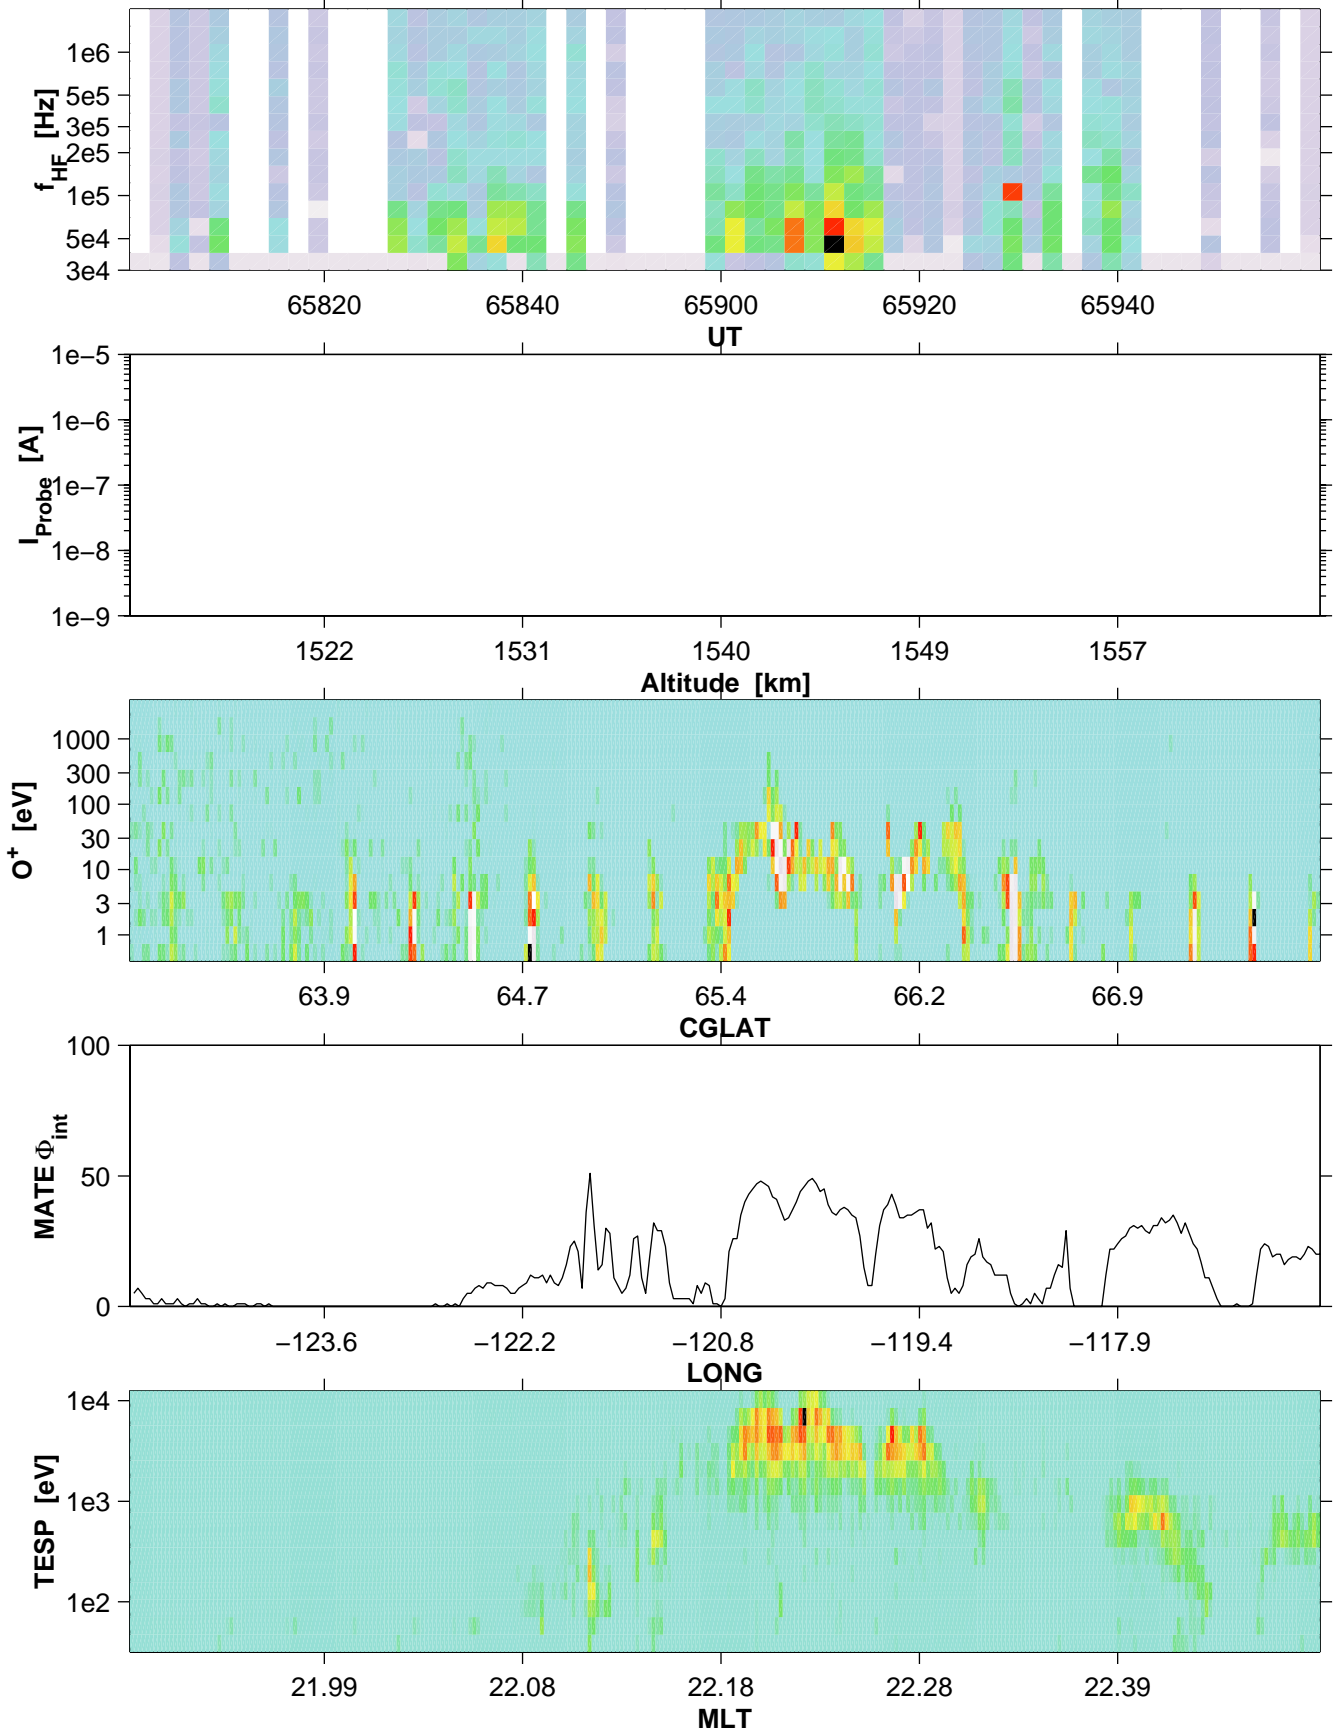 f_HF [Hz]
1e6
5e5
3e5
2e5
1e5
5e4
3e4
65820 65840 65900 65920 65940
UT
I_Probe [A]
1e−5
1e−6
1e−7
1e−8
1e−9
1522 1531 1540 1549 1557
Altitude [km]
O⁺ [eV]
1000
300
100
30
10
3
1
63.9 64.7 65.4 66.2 66.9
CGLAT
MATE Φ_int
100
50
0
−123.6 −122.2 −120.8 −119.4 −117.9
LONG
TESP [eV]
1e4
1e3
1e2
21.99 22.08 22.18 22.28 22.39
MLT